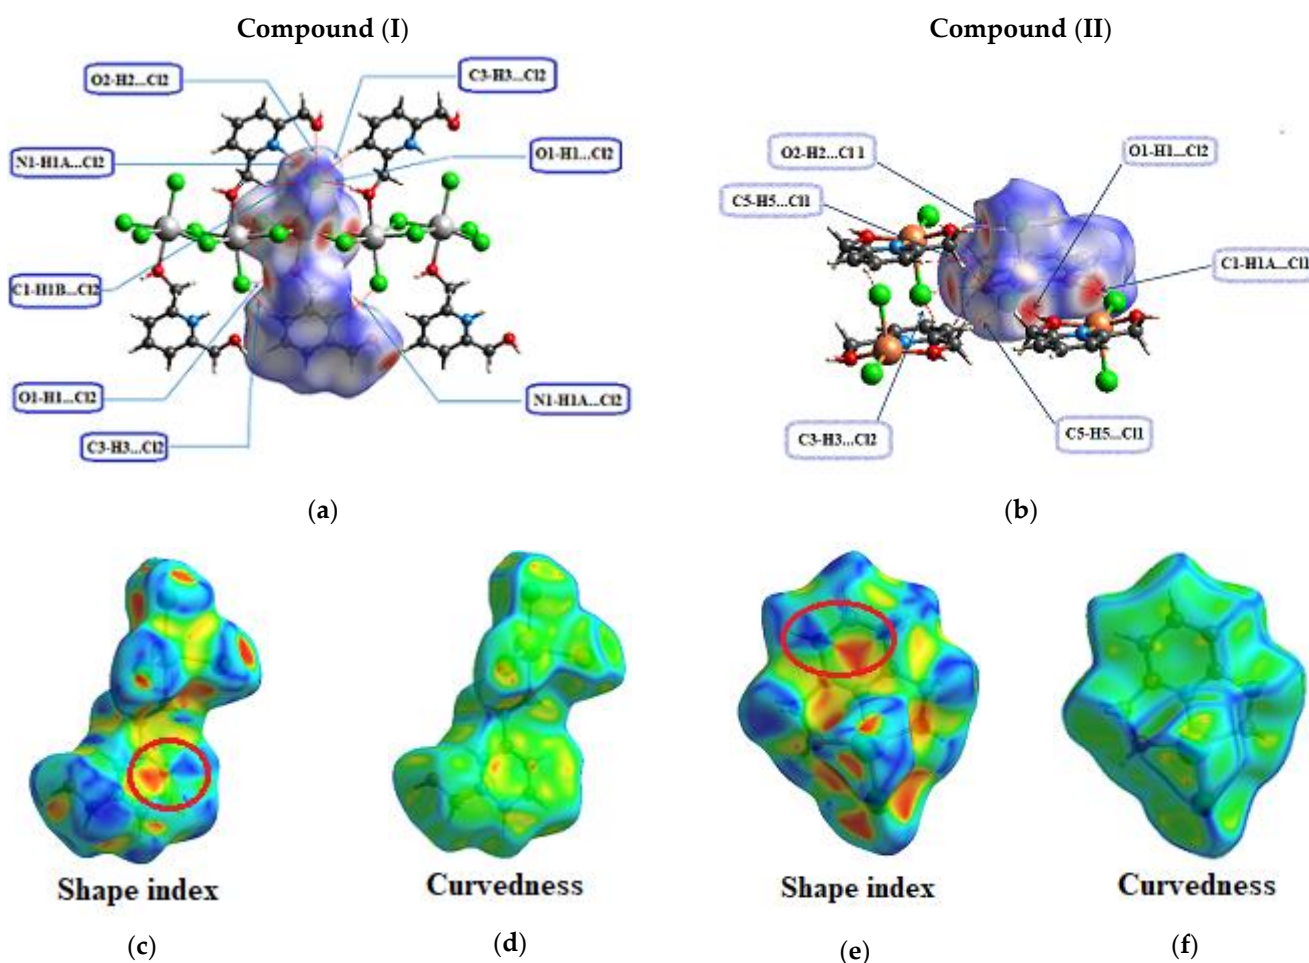 Compound (I)
Compound (II)
O2-H2...Cl2
C3-H3...Cl2
N1-H1A...Cl2
O1-H1...Cl2
C1-H1B...Cl2
O1-H1...Cl2
N1-H1A...Cl2
C3-H3...Cl2
O2-H2...Cl 1
O1-H1...Cl2
C5-H5...Cl1
C1-H1A...Cl1
C3-H3...Cl2
C5-H5...Cl1
(a)
(b)
Shape index
Curvedness
Shape index
Curvedness
(c)
(d)
(e)
(f)